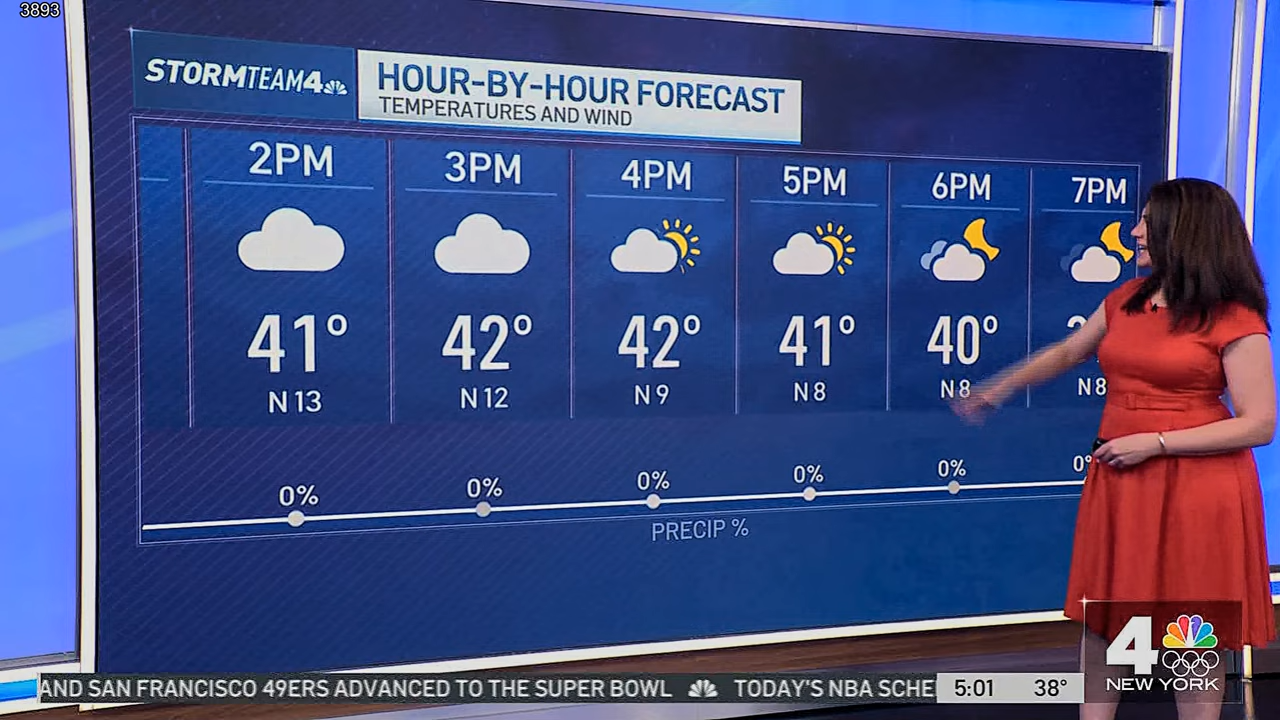 3893
STORMTEAM4
HOUR-BY-HOUR FORECAST
TEMPERATURES AND WIND
2PM 3PM 4PM 5PM 6PM 7PM
41° 42° 42° 41° 40°
N 13 N 12 N 9 N 8 N 8 N 8
0% 0% 0% 0% 0% 0°
PRECIP %
4
NEW YORK
AND SAN FRANCISCO 49ERS ADVANCED TO THE SUPER BOWL TODAY'S NBA SCHE 5:01 38°